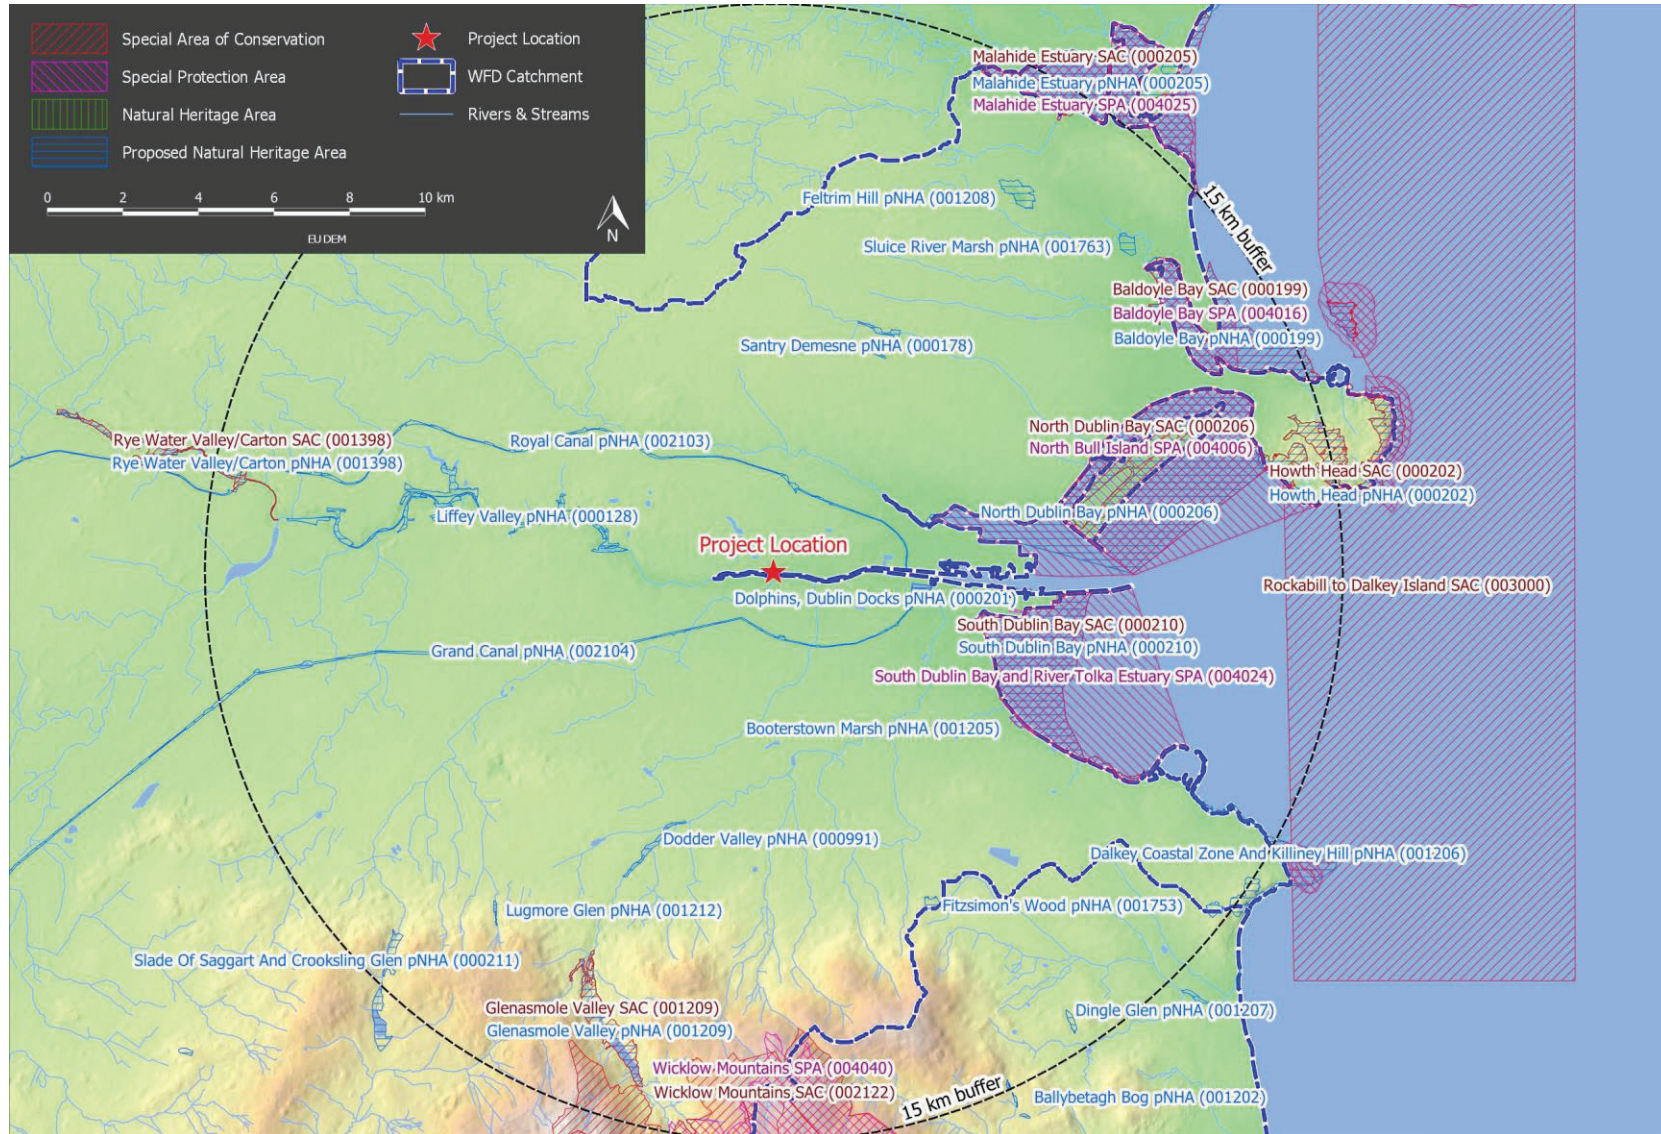 Special Area of Conservation
Special Protection Area
Natural Heritage Area
Proposed Natural Heritage Area
Project Location
WFD Catchment
Rivers & Streams
0 2 4 6 8 10 km
EU DEM
N
Malahide Estuary SAC (000205)
Malahide Estuary pNHA (000205)
Malahide Estuary SPA (004025)
15 km buffer
Feltrim Hill pNHA (001208)
Sluice River Marsh pNHA (001763)
Baldoyle Bay SAC (000199)
Baldoyle Bay SPA (004016)
Baldoyle Bay pNHA (000199)
Santry Demesne pNHA (000178)
North Dublin Bay SAC (000206)
North Bull Island SPA (004006)
Rye Water Valley/Carton SAC (001398)
Rye Water Valley/Carton pNHA (001398)
Royal Canal pNHA (002103)
Howth Head SAC (000202)
Howth Head pNHA (000202)
Liffey Valley pNHA (000128)
North Dublin Bay pNHA (000206)
Project Location
Rockabill to Dalkey Island SAC (003000)
Dolphins, Dublin Docks pNHA (000201)
South Dublin Bay SAC (000210)
South Dublin Bay pNHA (000210)
Grand Canal pNHA (002104)
South Dublin Bay and River Tolka Estuary SPA (004024)
Booterstown Marsh pNHA (001205)
Dodder Valley pNHA (000991)
Dalkey Coastal Zone And Killiney Hill pNHA (001206)
Lugmore Glen pNHA (001212)
Fitzsimon's Wood pNHA (001753)
Slade Of Saggart And Crooksling Glen pNHA (000211)
Glenasmole Valley SAC (001209)
Glenasmole Valley pNHA (001209)
Dingle Glen pNHA (001207)
Wicklow Mountains SPA (004040)
Wicklow Mountains SAC (002122)
15 km buffer
Ballybetagh Bog pNHA (001202)